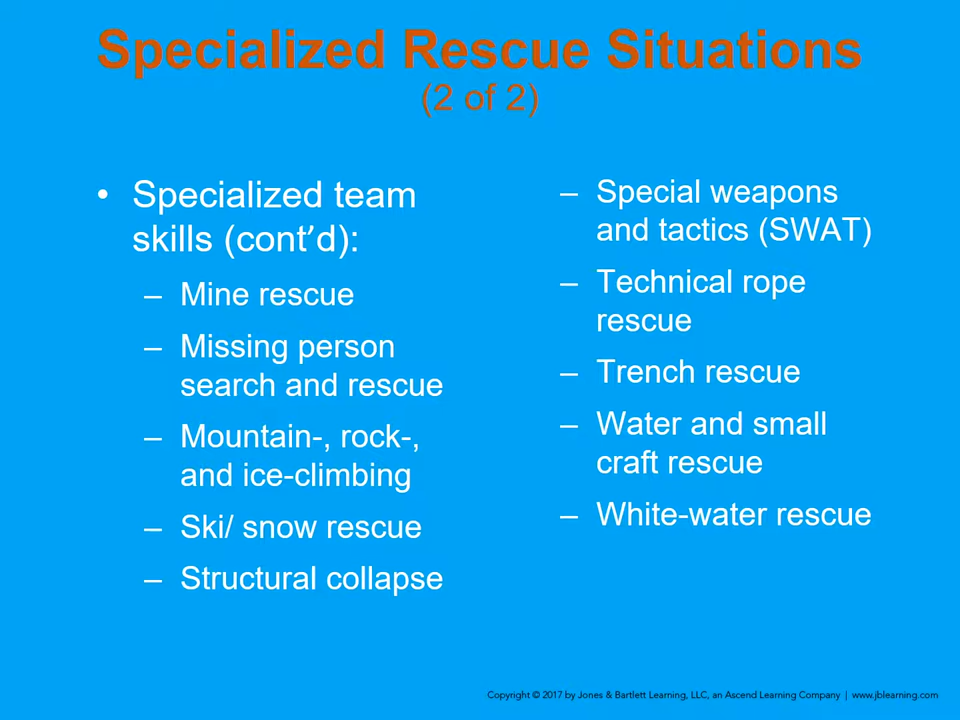 Specialized Rescue Situations
(2 of 2)
• Specialized team
skills (cont’d):
– Mine rescue
– Missing person
search and rescue
– Mountain-, rock-,
and ice-climbing
– Ski/ snow rescue
– Structural collapse
– Special weapons
and tactics (SWAT)
– Technical rope
rescue
– Trench rescue
– Water and small
craft rescue
– White-water rescue
Copyright © 2017 by Jones & Bartlett Learning, LLC, an Ascend Learning Company | www.jblearning.com